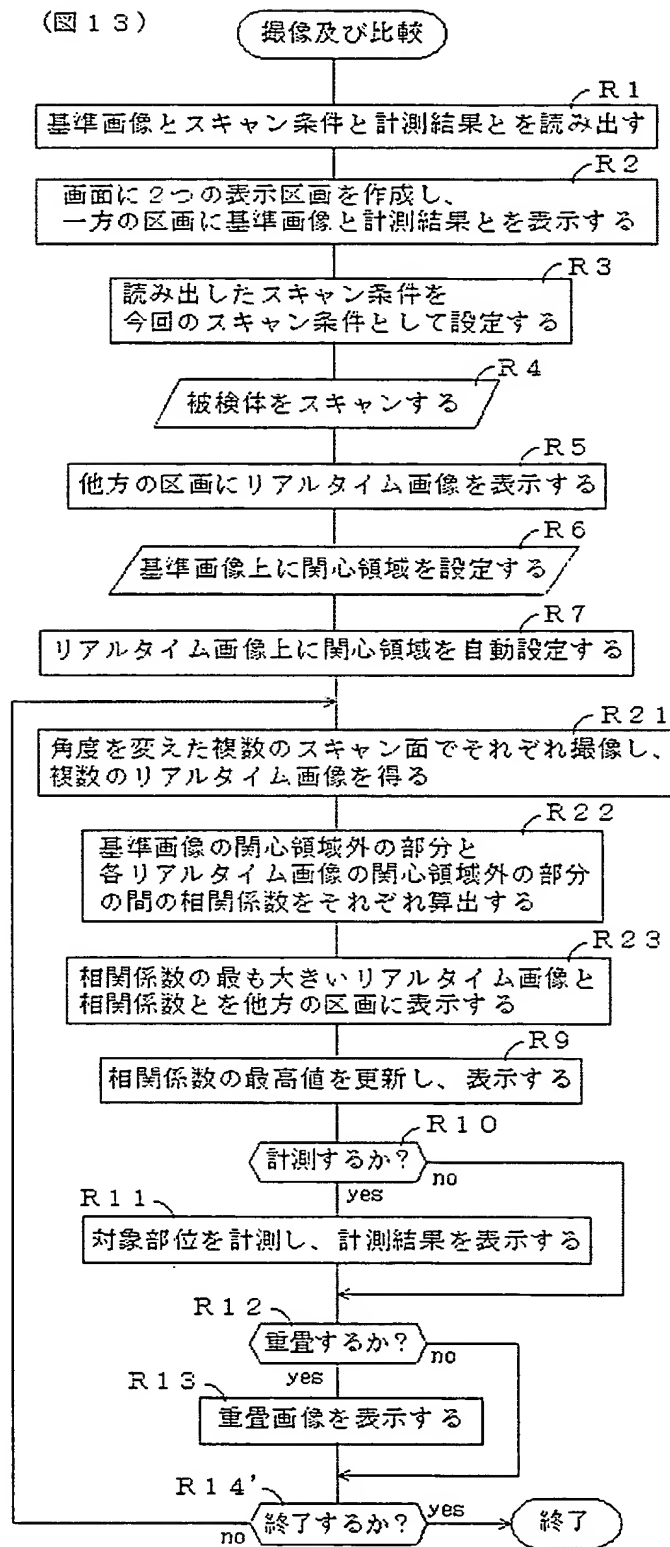 (図１３)
撮像及び比較
Ｒ１
基準画像とスキャン条件と計測結果とを読み出す
Ｒ２
画面に２つの表示区画を作成し、
一方の区画に基準画像と計測結果とを表示する
Ｒ３
読み出したスキャン条件を
今回のスキャン条件として設定する
Ｒ４
被検体をスキャンする
Ｒ５
他方の区画にリアルタイム画像を表示する
Ｒ６
基準画像上に関心領域を設定する
Ｒ７
リアルタイム画像上に関心領域を自動設定する
Ｒ２１
角度を変えた複数のスキャン面でそれぞれ撮像し、
複数のリアルタイム画像を得る
Ｒ２２
基準画像の関心領域外の部分と
各リアルタイム画像の関心領域外の部分
の間の相関係数をそれぞれ算出する
Ｒ２３
相関係数の最も大きいリアルタイム画像と
相関係数とを他方の区画に表示する
Ｒ９
相関係数の最高値を更新し、表示する
Ｒ１０
計測するか？
no
yes
Ｒ１１
対象部位を計測し、計測結果を表示する
Ｒ１２
重畳するか？
no
yes
Ｒ１３
重畳画像を表示する
Ｒ１４'
終了するか？
yes
no
終了